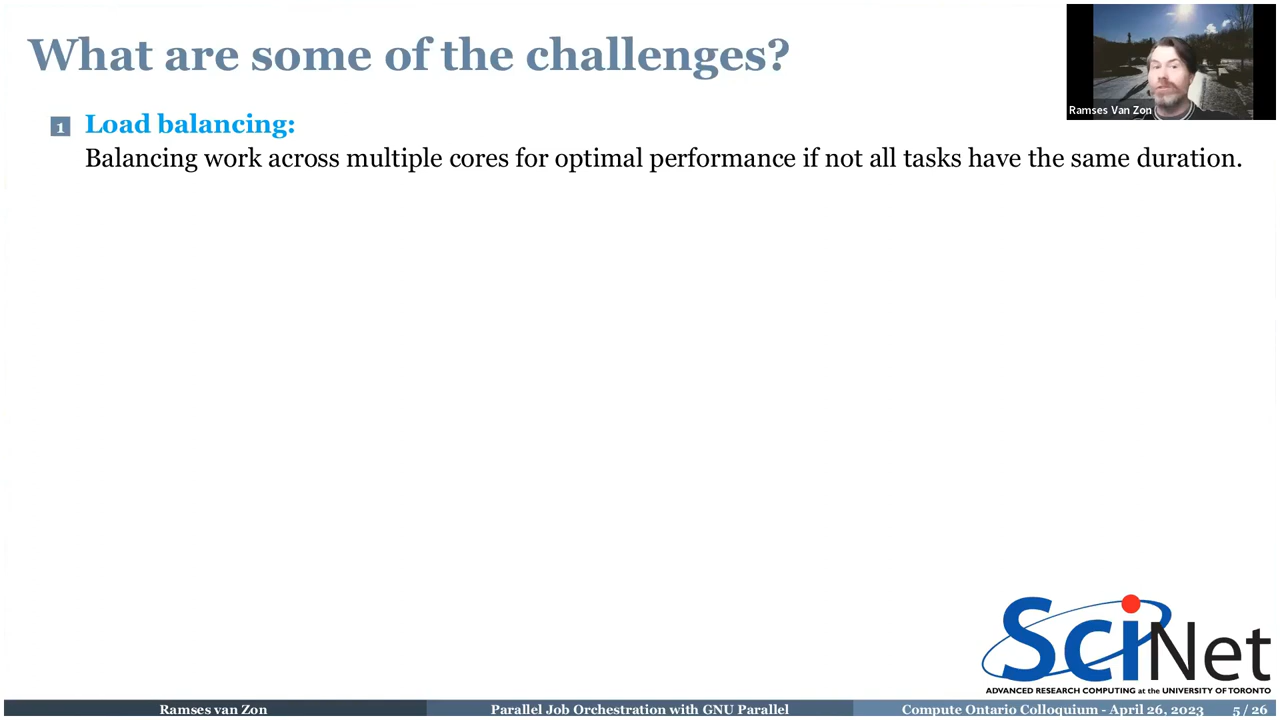 What are some of the challenges?
Ramses Van Zon
1 Load balancing:
Balancing work across multiple cores for optimal performance if not all tasks have the same duration.
SciNet
ADVANCED RESEARCH COMPUTING at the UNIVERSITY OF TORONTO
Ramses van Zon Parallel Job Orchestration with GNU Parallel Compute Ontario Colloquium - April 26, 2023 5 / 26